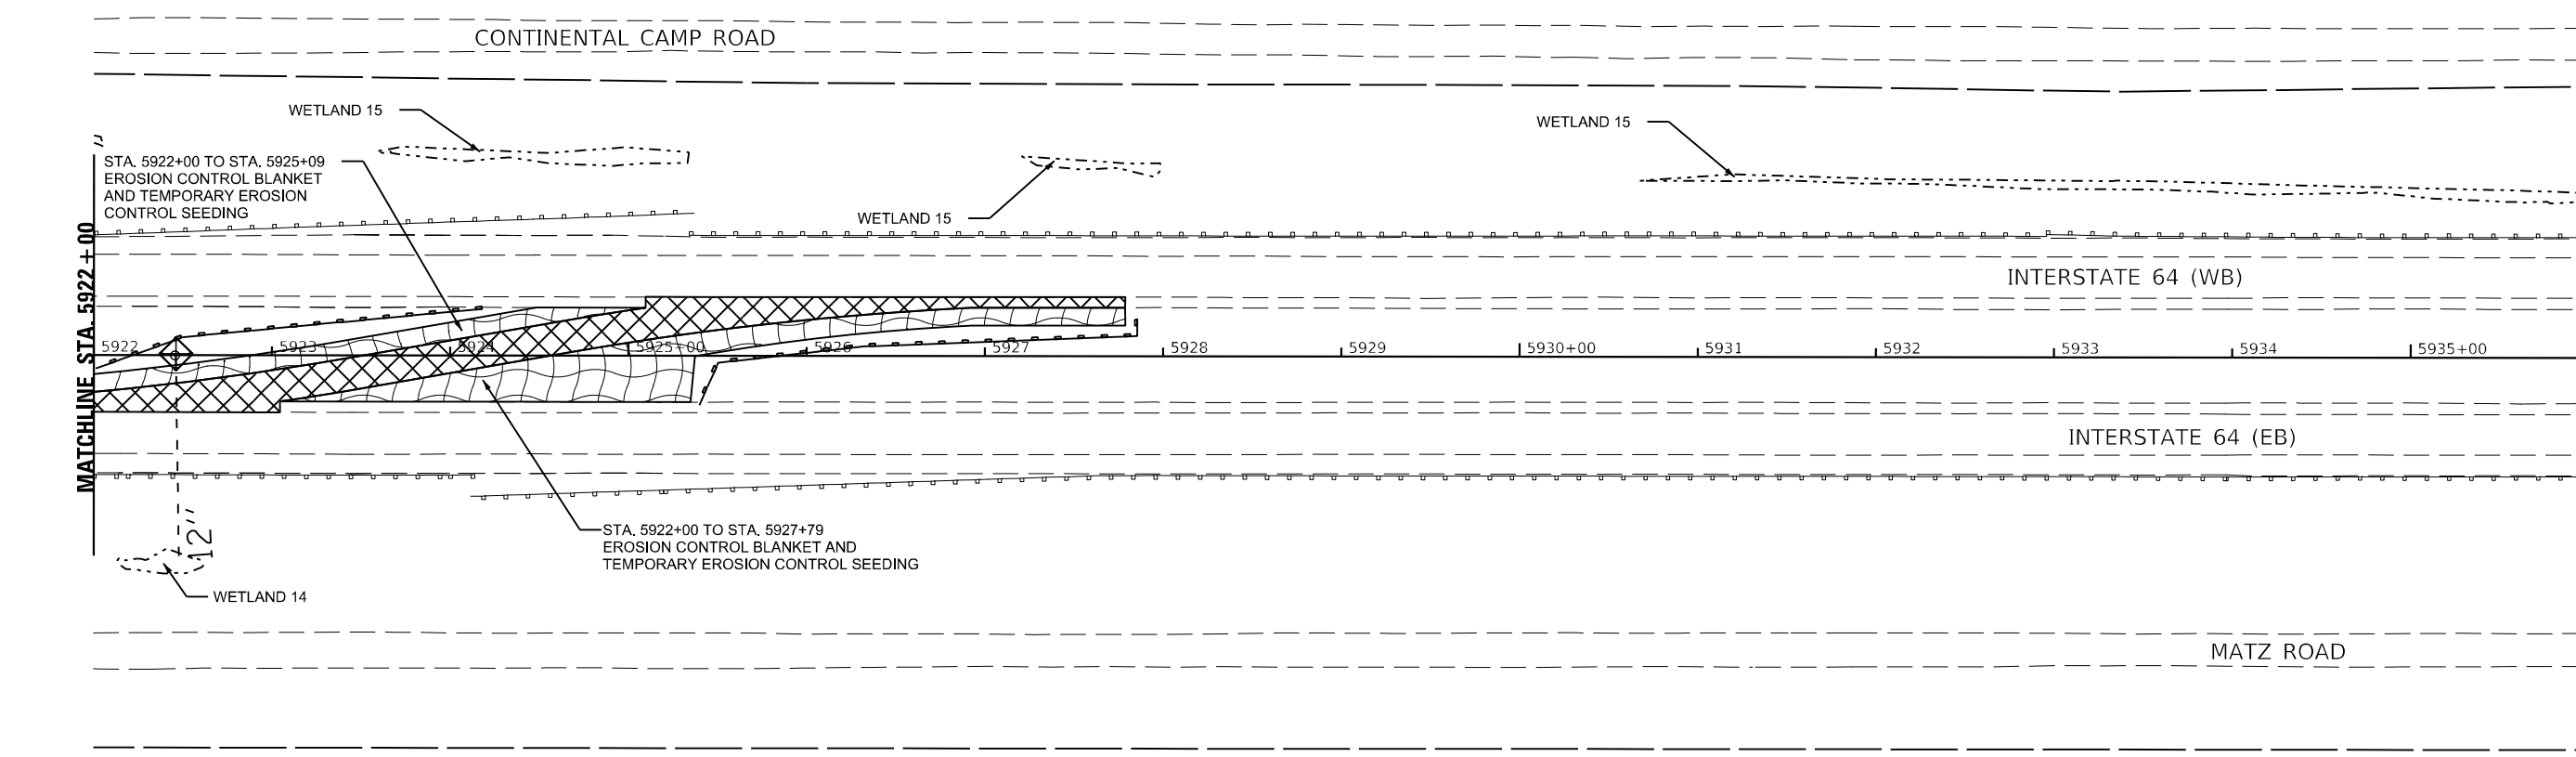 CONTINENTAL CAMP ROAD
WETLAND 15
WETLAND 15
STA. 5922+00 TO STA. 5925+09
EROSION CONTROL BLANKET
AND TEMPORARY EROSION
CONTROL SEEDING
WETLAND 15
MATCHLINE STA. 5922+00
INTERSTATE 64 (WB)
5922
5923
5924
5925+00
5926
5927
5928
5929
5930+00
5931
5932
5933
5934
5935+00
INTERSTATE 64 (EB)
12"
STA. 5922+00 TO STA. 5927+79
EROSION CONTROL BLANKET AND
TEMPORARY EROSION CONTROL SEEDING
WETLAND 14
MATZ ROAD